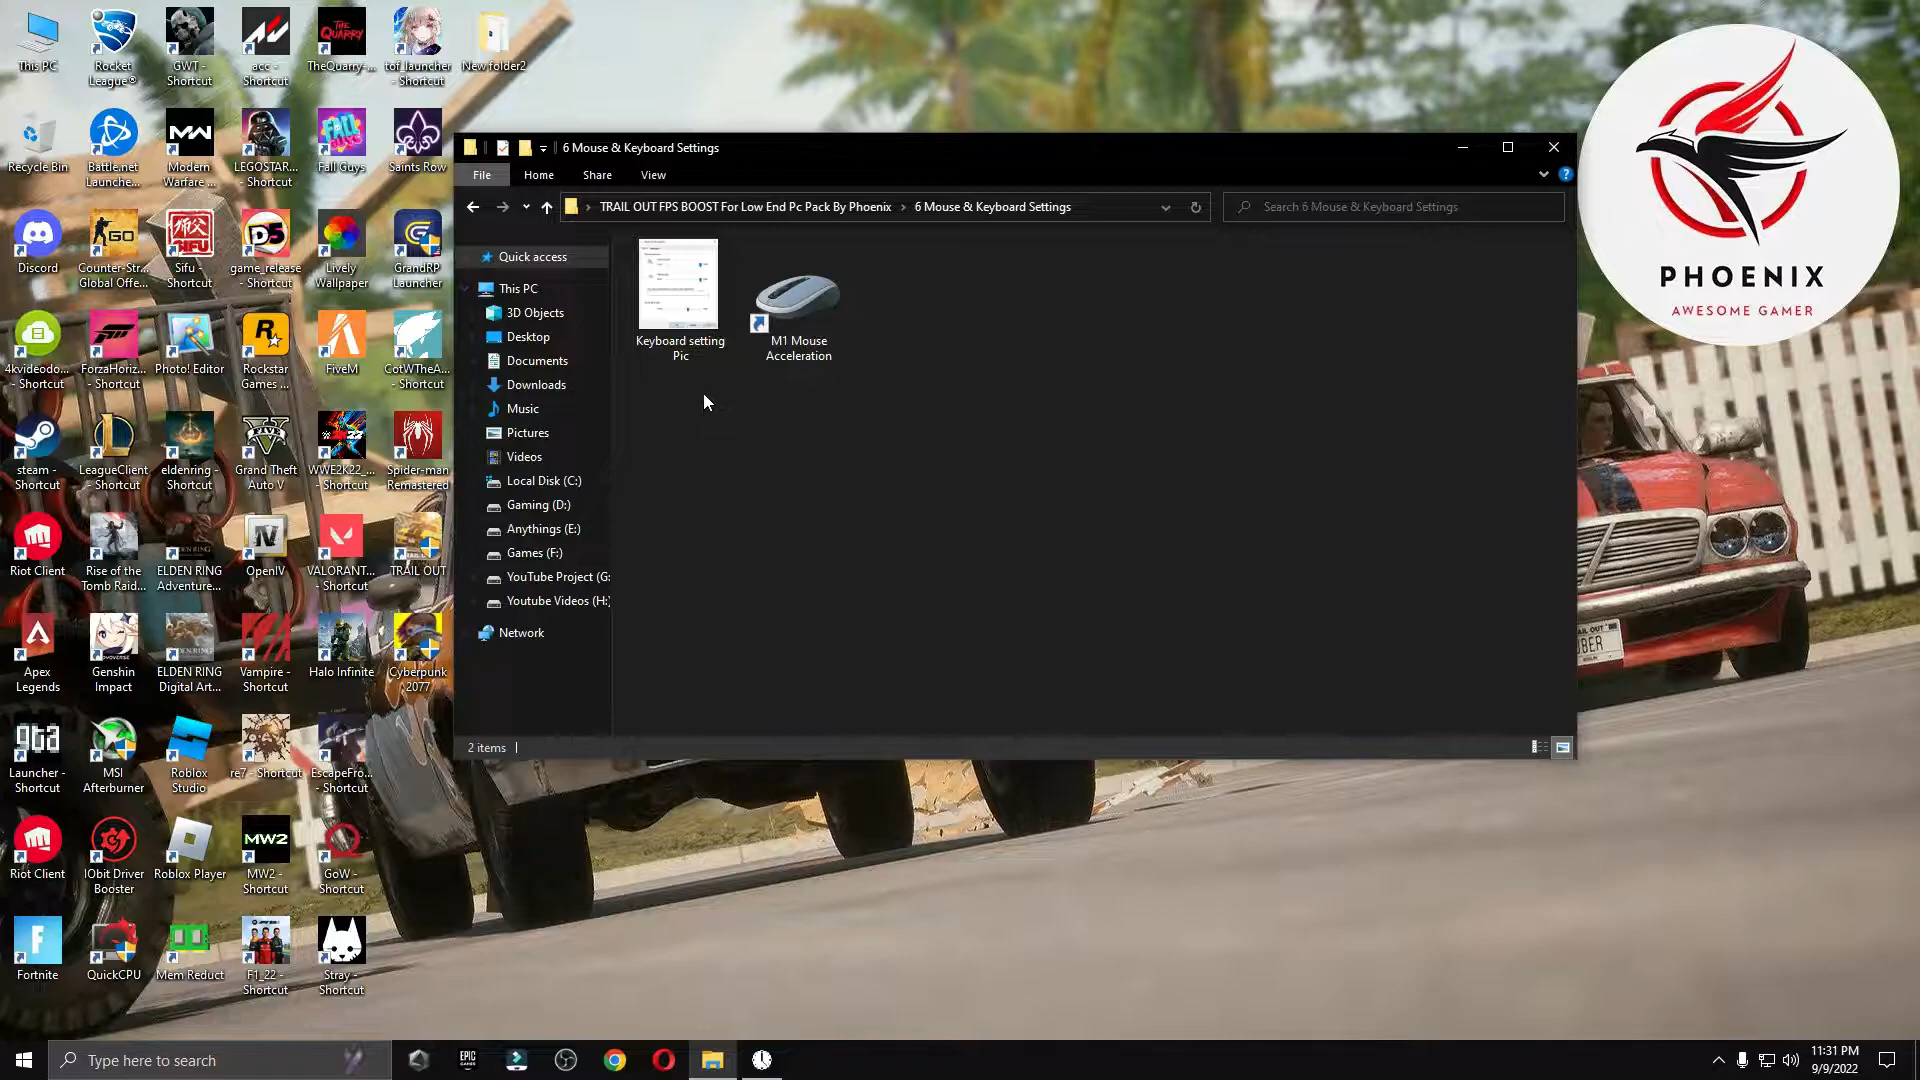 This PC
Rocket
League®
GWT -
Shortcut
acc -
Shortcut
TheQuarry-...
tof_launcher
- Shortcut
New folder2
Recycle Bin
Battle.net
Launche...
Modern
Warfare ...
LEGOSTAR...
- Shortcut
Fall Guys
Saints Row
Discord
Counter-Str...
Global Offe...
Sifu -
Shortcut
game_release
- Shortcut
Lively
Wallpaper
GrandRP
Launcher
4kvideodo...
- Shortcut
ForzaHoriz...
- Shortcut
Photo! Editor
Rockstar
Games ...
FiveM
CotWTheA...
- Shortcut
steam -
Shortcut
LeagueClient
- Shortcut
eldenring -
Shortcut
Grand Theft
Auto V
WWE2K22_...
- Shortcut
Spider-man
Remastered
Riot Client
Rise of the
Tomb Raid...
ELDEN RING
Adventure...
OpenIV
VALORANT...
- Shortcut
TRAIL OUT
Apex
Legends
Genshin
Impact
ELDEN RING
Digital Art...
Vampire -
Shortcut
Halo Infinite
Cyberpunk
2077
Launcher -
Shortcut
MSI
Afterburner
Roblox
Studio
re7 - Shortcut
EscapeFro...
- Shortcut
Riot Client
IObit Driver
Booster
Roblox Player
MW2 -
Shortcut
GoW -
Shortcut
Fortnite
QuickCPU
Mem Reduct
F1_22 -
Shortcut
Stray -
Shortcut
6 Mouse & Keyboard Settings
File
Home
Share
View
TRAIL OUT FPS BOOST For Low End Pc Pack By Phoenix
6 Mouse & Keyboard Settings
Search 6 Mouse & Keyboard Settings
Quick access
This PC
3D Objects
Desktop
Documents
Downloads
Music
Pictures
Videos
Local Disk (C:)
Gaming (D:)
Anythings (E:)
Games (F:)
YouTube Project (G:
Youtube Videos (H:)
Network
Keyboard setting
Pic
M1 Mouse
Acceleration
2 items
PHOENIX
AWESOME GAMER
Type here to search
11:31 PM
9/9/2022